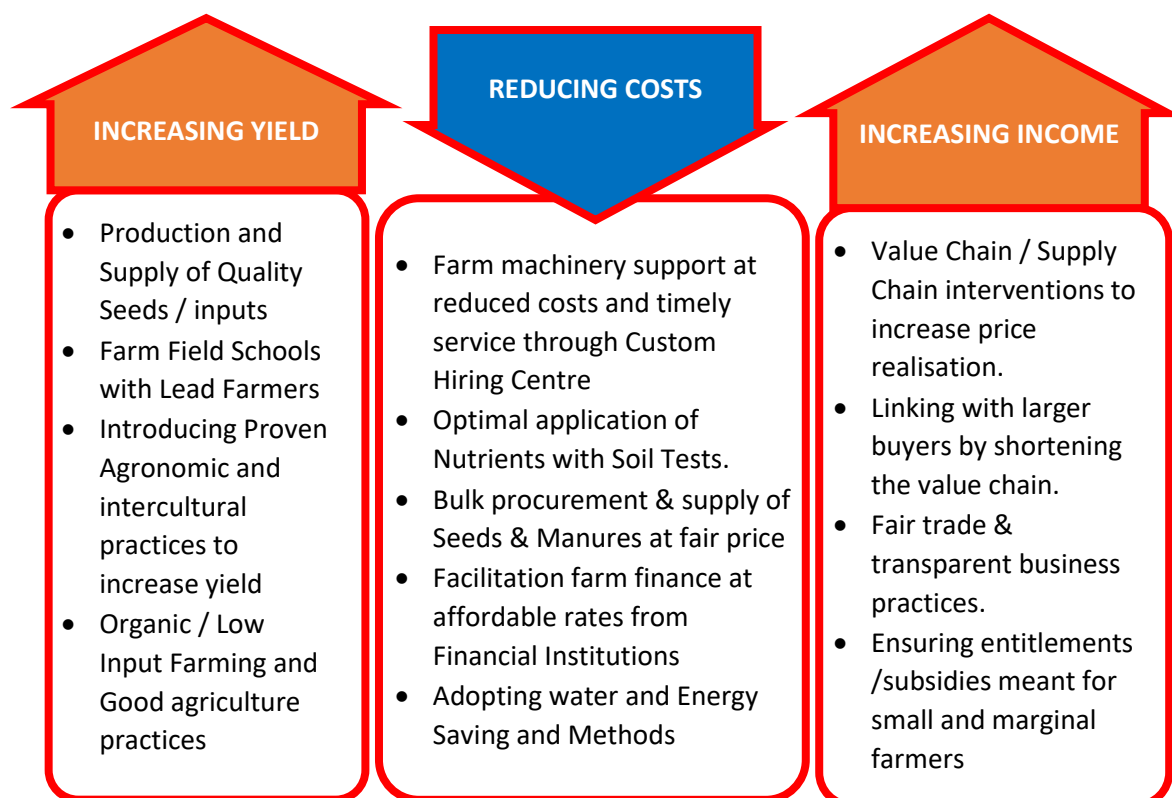 INCREASING YIELD
• Production and
Supply of Quality
Seeds / inputs
• Farm Field Schools
with Lead Farmers
• Introducing Proven
Agronomic and
intercultural
practices to
increase yield
• Organic / Low
Input Farming and
Good agriculture
practices
REDUCING COSTS
• Farm machinery support at
reduced costs and timely
service through Custom
Hiring Centre
• Optimal application of
Nutrients with Soil Tests.
• Bulk procurement & supply of
Seeds & Manures at fair price
• Facilitation farm finance at
affordable rates from
Financial Institutions
• Adopting water and Energy
Saving and Methods
INCREASING INCOME
• Value Chain / Supply
Chain interventions to
increase price
realisation.
• Linking with larger
buyers by shortening
the value chain.
• Fair trade &
transparent business
practices.
• Ensuring entitlements
/subsidies meant for
small and marginal
farmers